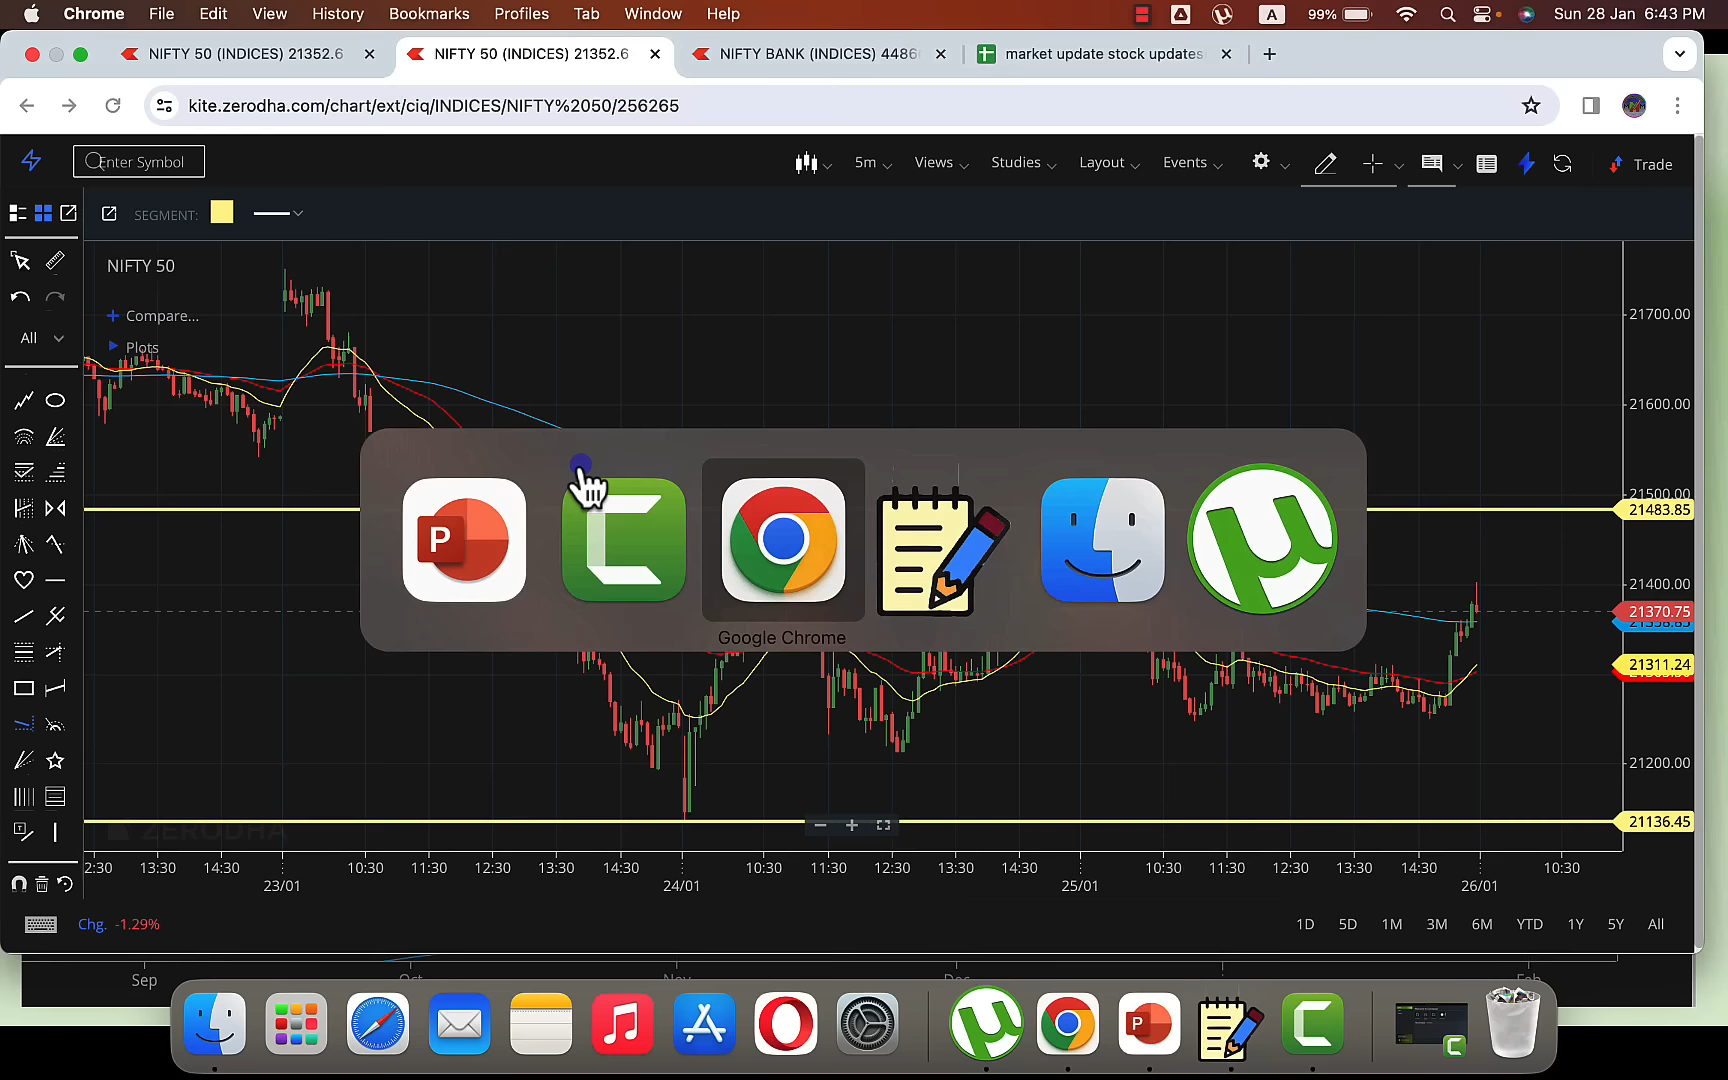 Chrome File Edit View History Bookmarks Profiles Tab Window Help A 99% Sun 28 Jan 6:43 PM
NIFTY 50 (INDICES) 21352.6 NIFTY 50 (INDICES) 21352.6 NIFTY BANK (INDICES) 4486 market update stock updates
kite.zerodha.com/chart/ext/ciq/INDICES/NIFTY%2050/256265
Enter Symbol 5m Views Studies Layout Events Trade
SEGMENT:
NIFTY 50
Compare...
Plots
All
21700.00
21600.00
21500.00
21483.85
21400.00
21370.75
21311.24
21200.00
21136.45
P
Google Chrome
ZERODHA
2:30 13:30 14:30 10:30 11:30 12:30 13:30 14:30 10:30 11:30 12:30 13:30 14:30 10:30 11:30 12:30 13:30 14:30 10:30
23/01 24/01 25/01 26/01
Chg. -1.29% 1D 5D 1M 3M 6M YTD 1Y 5Y All
Sep Oct Nov Dec Feb
P